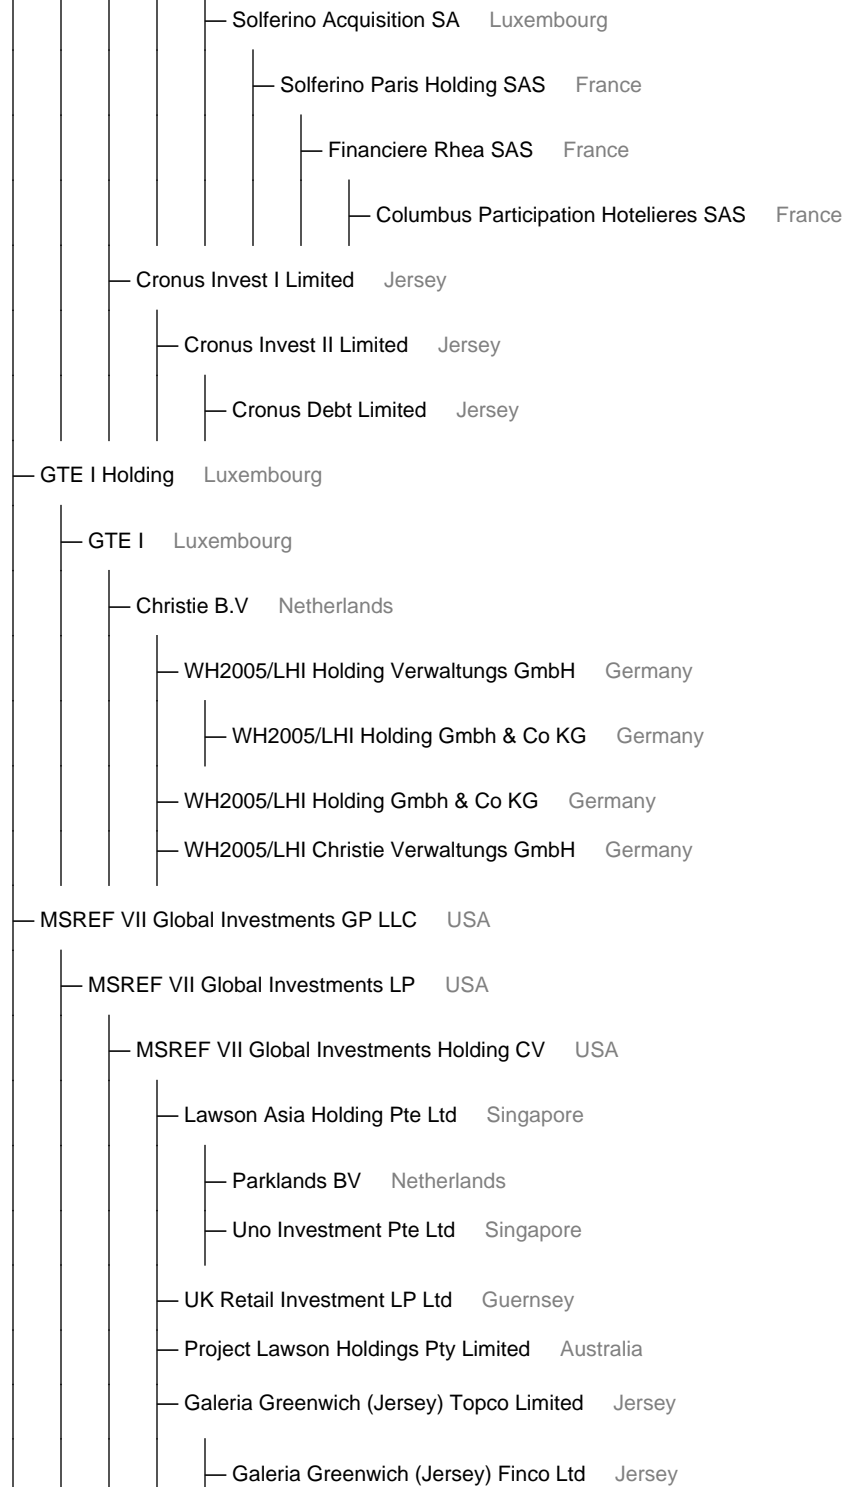 Solferino Acquisition SA Luxembourg
Solferino Paris Holding SAS France
Financiere Rhea SAS France
Columbus Participation Hotelieres SAS France
Cronus Invest I Limited Jersey
Cronus Invest II Limited Jersey
Cronus Debt Limited Jersey
GTE I Holding Luxembourg
GTE I Luxembourg
Christie B.V Netherlands
WH2005/LHI Holding Verwaltungs GmbH Germany
WH2005/LHI Holding Gmbh & Co KG Germany
WH2005/LHI Holding Gmbh & Co KG Germany
WH2005/LHI Christie Verwaltungs GmbH Germany
MSREF VII Global Investments GP LLC USA
MSREF VII Global Investments LP USA
MSREF VII Global Investments Holding CV USA
Lawson Asia Holding Pte Ltd Singapore
Parklands BV Netherlands
Uno Investment Pte Ltd Singapore
UK Retail Investment LP Ltd Guernsey
Project Lawson Holdings Pty Limited Australia
Galeria Greenwich (Jersey) Topco Limited Jersey
Galeria Greenwich (Jersey) Finco Ltd Jersey